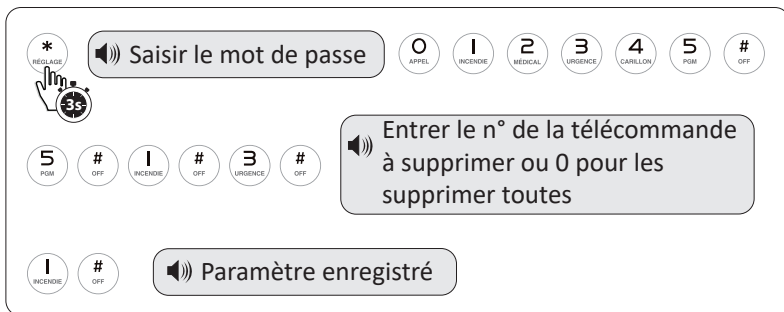 * RÉGLAGE 3s Saisir le mot de passe 0 APPEL 1 INCENDIE 2 MÉDICAL 3 URGENCE 4 CARILLON 5 PGM # OFF
5 PGM # OFF 1 INCENDIE # OFF 3 URGENCE # OFF
Entrer le n° de la télécommande
à supprimer ou 0 pour les
supprimer toutes
1 INCENDIE # OFF Paramètre enregistré